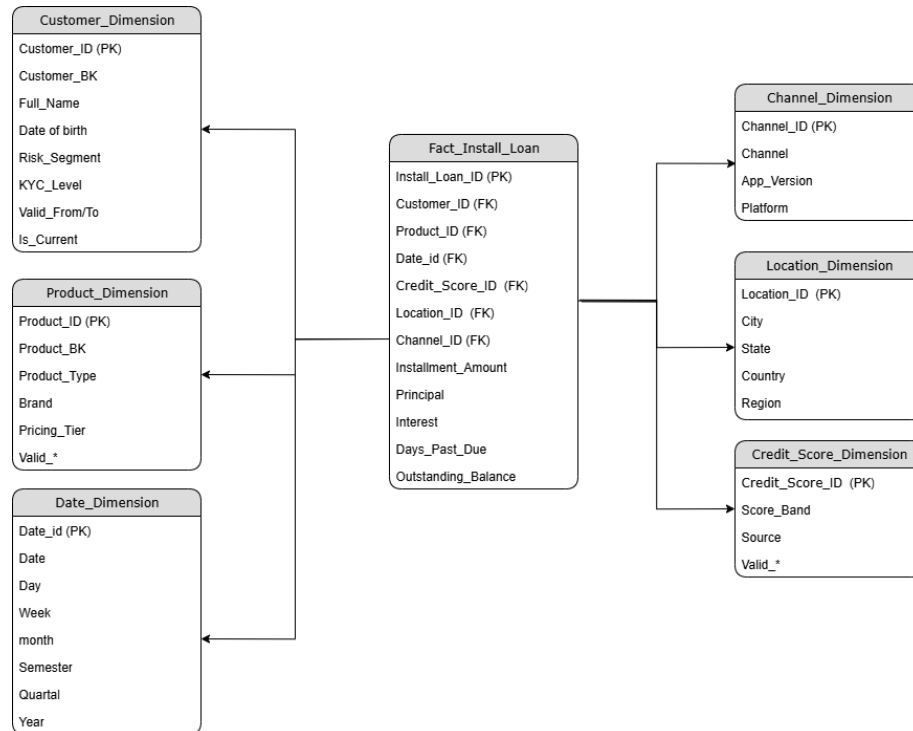 Customer_Dimension
Customer_ID (PK)
Customer_BK
Full_Name
Date of birth
Risk_Segment
KYC_Level
Valid_From/To
Is_Current
Product_Dimension
Product_ID (PK)
Product_BK
Product_Type
Brand
Pricing_Tier
Valid_*
Date_Dimension
Date_id (PK)
Date
Day
Week
month
Semester
Quartal
Year
Fact_Install_Loan
Install_Loan_ID (PK)
Customer_ID (FK)
Product_ID (FK)
Date_id (FK)
Credit_Score_ID (FK)
Location_ID (FK)
Channel_ID (FK)
Installment_Amount
Principal
Interest
Days_Past_Due
Outstanding_Balance
Channel_Dimension
Channel_ID (PK)
Channel
App_Version
Platform
Location_Dimension
Location_ID (PK)
City
State
Country
Region
Credit_Score_Dimension
Credit_Score_ID (PK)
Score_Band
Source
Valid_*